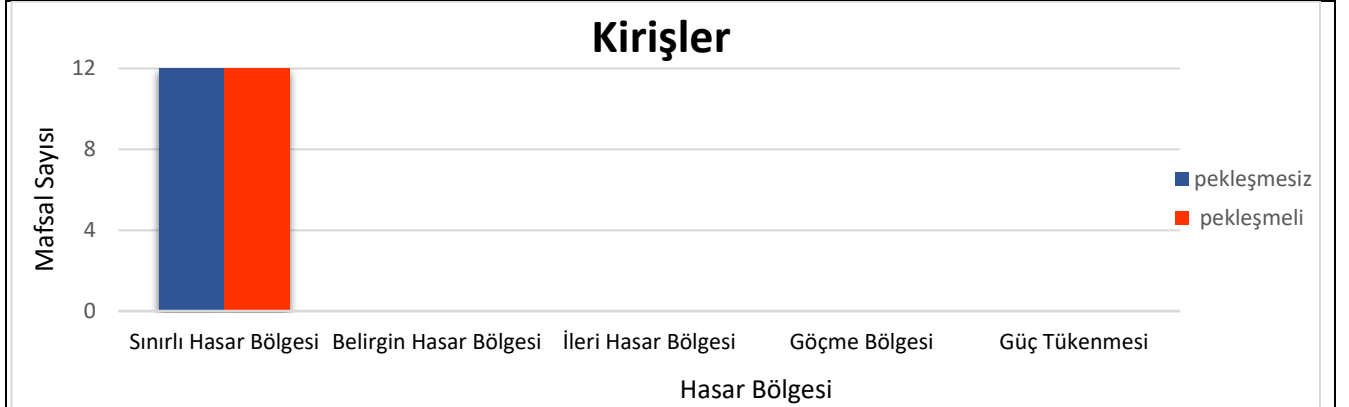 Kirişler
12
8
4
0
Mafsal Sayısı
Sınırlı Hasar Bölgesi Belirgin Hasar Bölgesi İleri Hasar Bölgesi Göçme Bölgesi Güç Tükenmesi
Hasar Bölgesi
pekleşmesiz
pekleşmeli